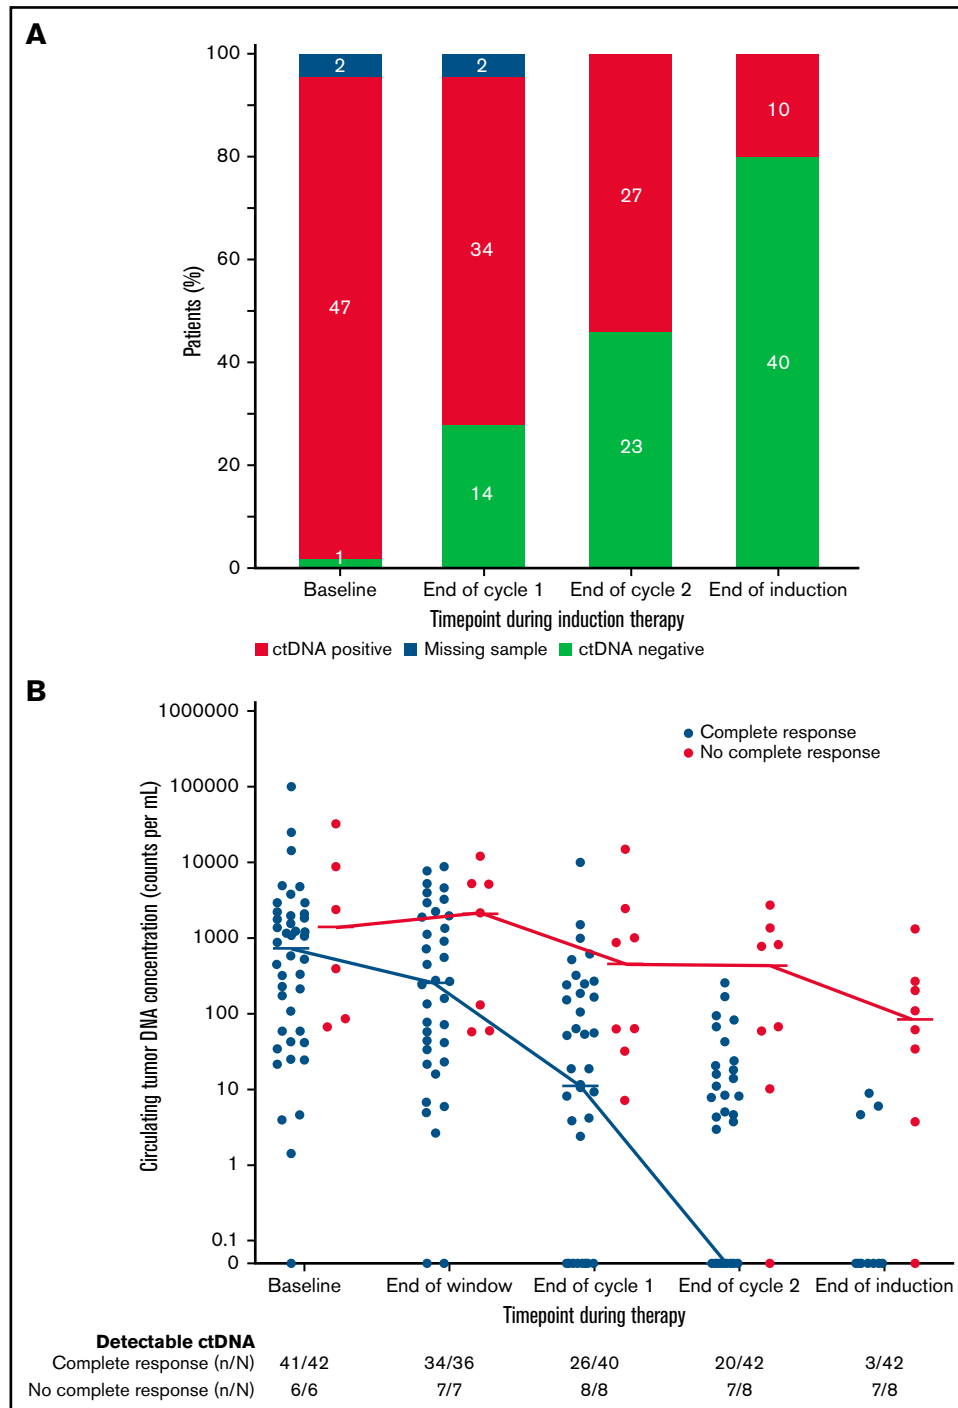 A
100
80
60
40
20
0
Patients (%)
2
47
1
2
34
14
27
23
10
40
Baseline End of cycle 1 End of cycle 2 End of induction
Timepoint during induction therapy
ctDNA positive Missing sample ctDNA negative
B
1000000
100000
10000
1000
100
10
1
0.1
0
Circulating tumor DNA concentration (counts per mL)
Complete response
No complete response
Baseline End of window End of cycle 1 End of cycle 2 End of induction
Timepoint during therapy
Detectable ctDNA
Complete response (n/N) 41/42 34/36 26/40 20/42 3/42
No complete response (n/N) 6/6 7/7 8/8 7/8 7/8